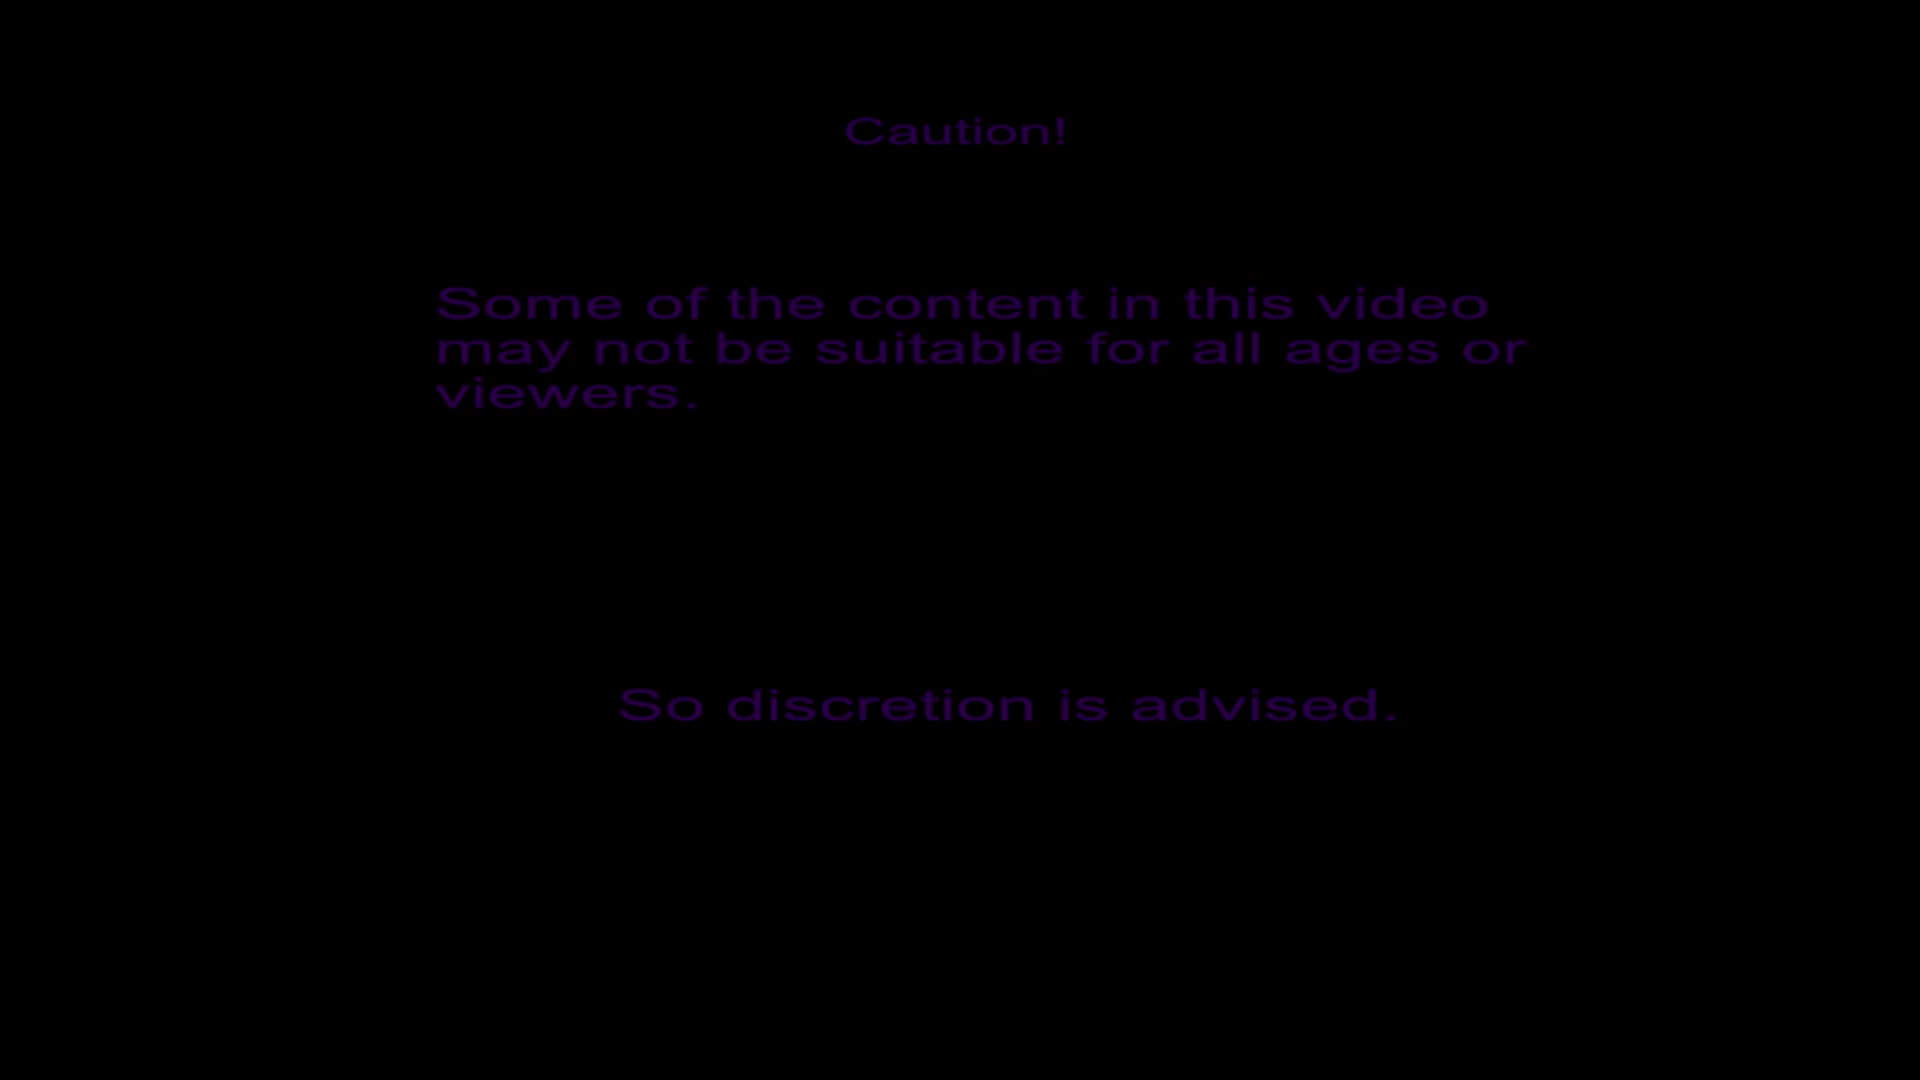 Caution!
Some of the content in this video
may not be suitable for all ages or
viewers.
So discretion is advised.